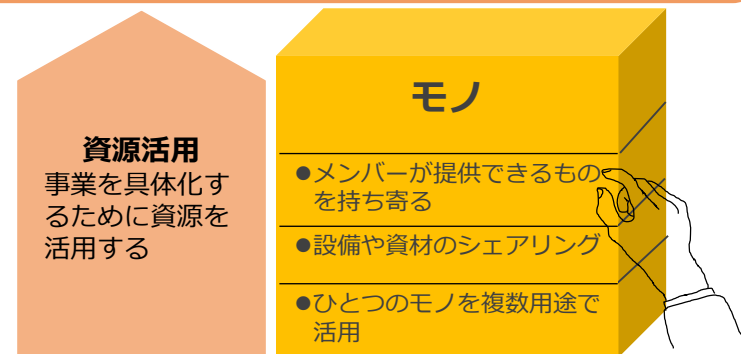 資源活用
事業を具体化す
るために資源を
活用する
モノ
●メンバーが提供できるもの
を持ち寄る
●設備や資材のシェアリング
●ひとつのモノを複数用途で
活用